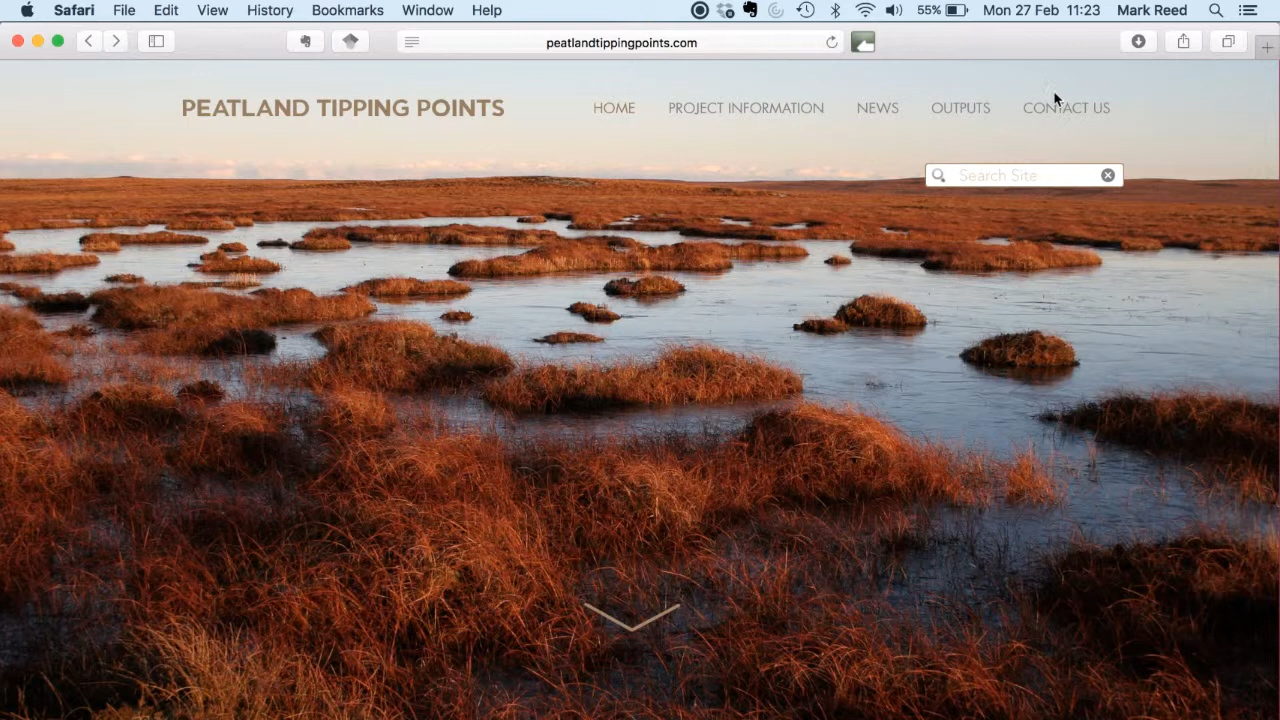 Safari File Edit View History Bookmarks Window Help 55% Mon 27 Feb 11:23 Mark Reed
peatlandtippingpoints.com
PEATLAND TIPPING POINTS HOME PROJECT INFORMATION NEWS OUTPUTS CONTACT US
Search Site